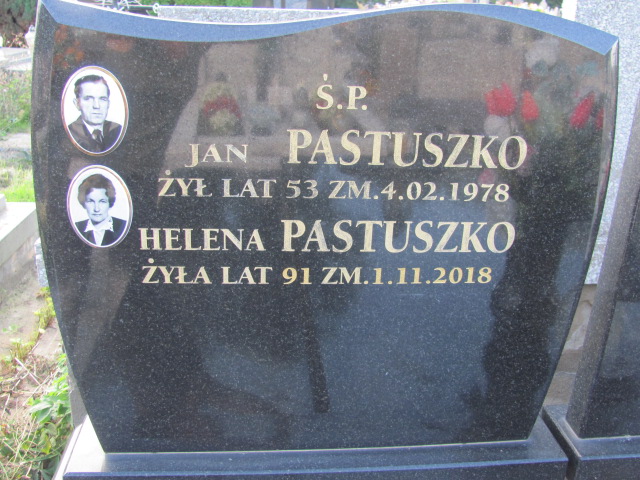 Ś.P.
JAN PASTUSZKO
ŻYŁ LAT 53 ZM.4.02.1978
HELENA PASTUSZKO
ŻYŁA LAT 91 ZM.1.11.2018